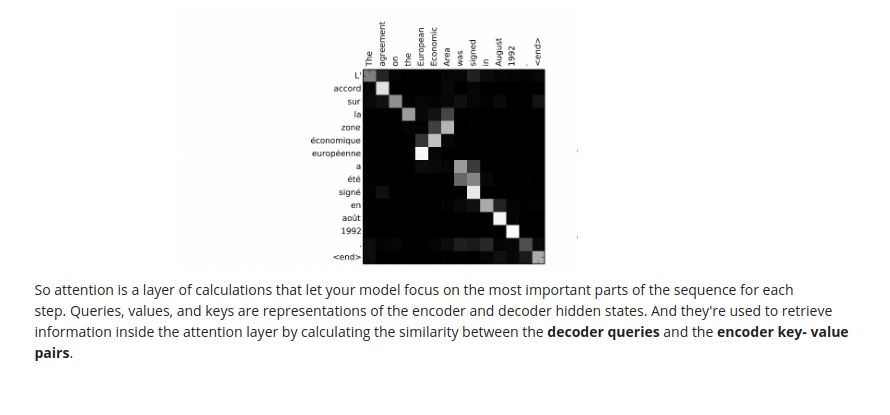 The agreement on the European Economic Area was signed in August 1992 . <end>
L'
accord
sur
la
zone
économique
européenne
a
été
signé
en
août
1992
.
<end>
So attention is a layer of calculations that let your model focus on the most important parts of the sequence for each
step. Queries, values, and keys are representations of the encoder and decoder hidden states. And they're used to retrieve
information inside the attention layer by calculating the similarity between the decoder queries and the encoder key- value
pairs.